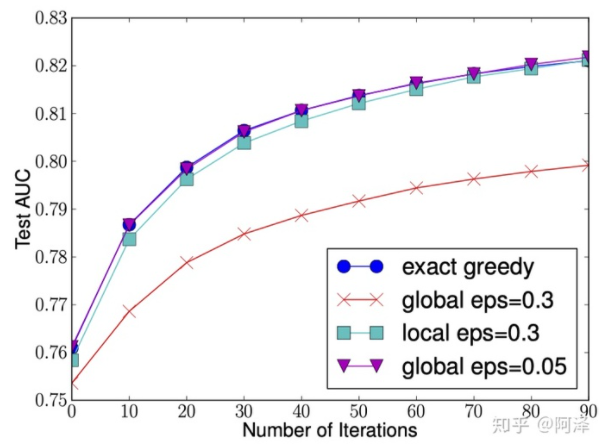 0.83
0.82
0.81
0.80
0.79
0.78
0.77
0.76
0.75
Test AUC
exact greedy
global eps=0.3
local eps=0.3
global eps=0.05
0 10 20 30 40 50 60 70 80 90
Number of Iterations
知乎 @阿泽